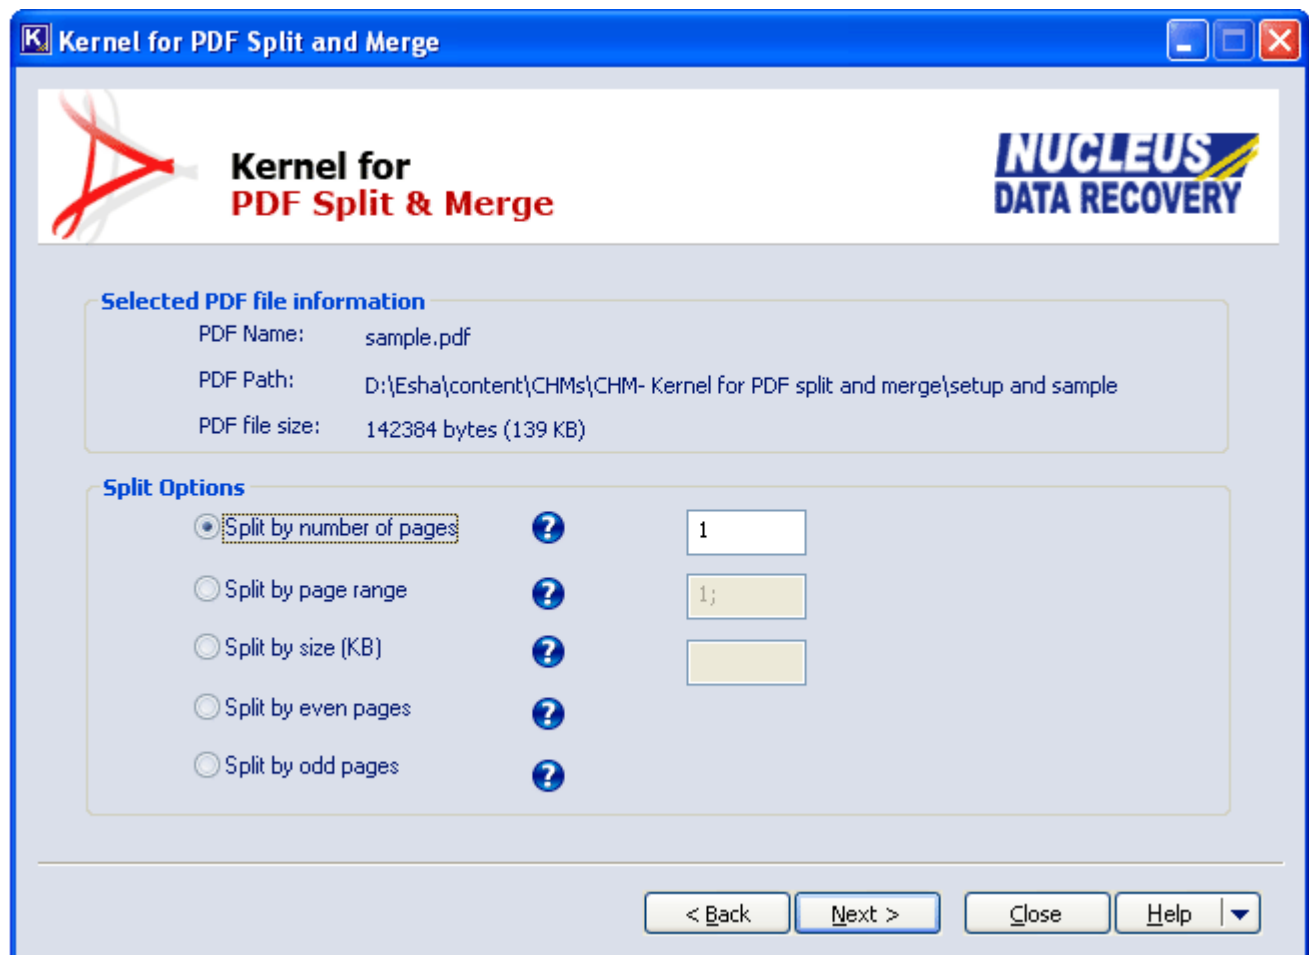 Kernel for PDF Split and Merge
Kernel for
PDF Split & Merge
NUCLEUS
DATA RECOVERY
Selected PDF file information
PDF Name: sample.pdf
PDF Path: D:\Esha\content\CHMs\CHM- Kernel for PDF split and merge\setup and sample
PDF file size: 142384 bytes (139 KB)
Split Options
Split by number of pages ? 1
Split by page range ? 1;
Split by size (KB) ?
Split by even pages ?
Split by odd pages ?
< Back Next > Close Help